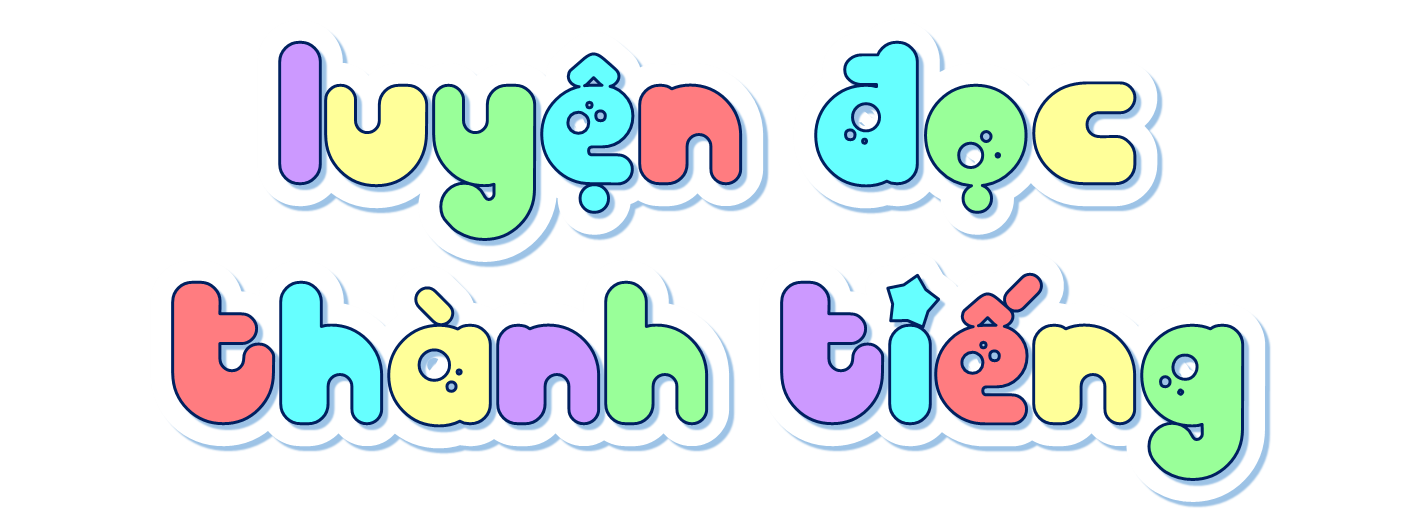 luyện đọc
thành tiếng